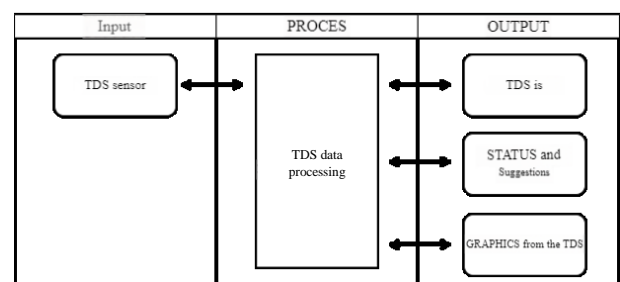 Input
PROCES
OUTPUT
TDS sensor
TDS data
processing
TDS is
STATUS and
Suggestions
GRAPHICS from the TDS